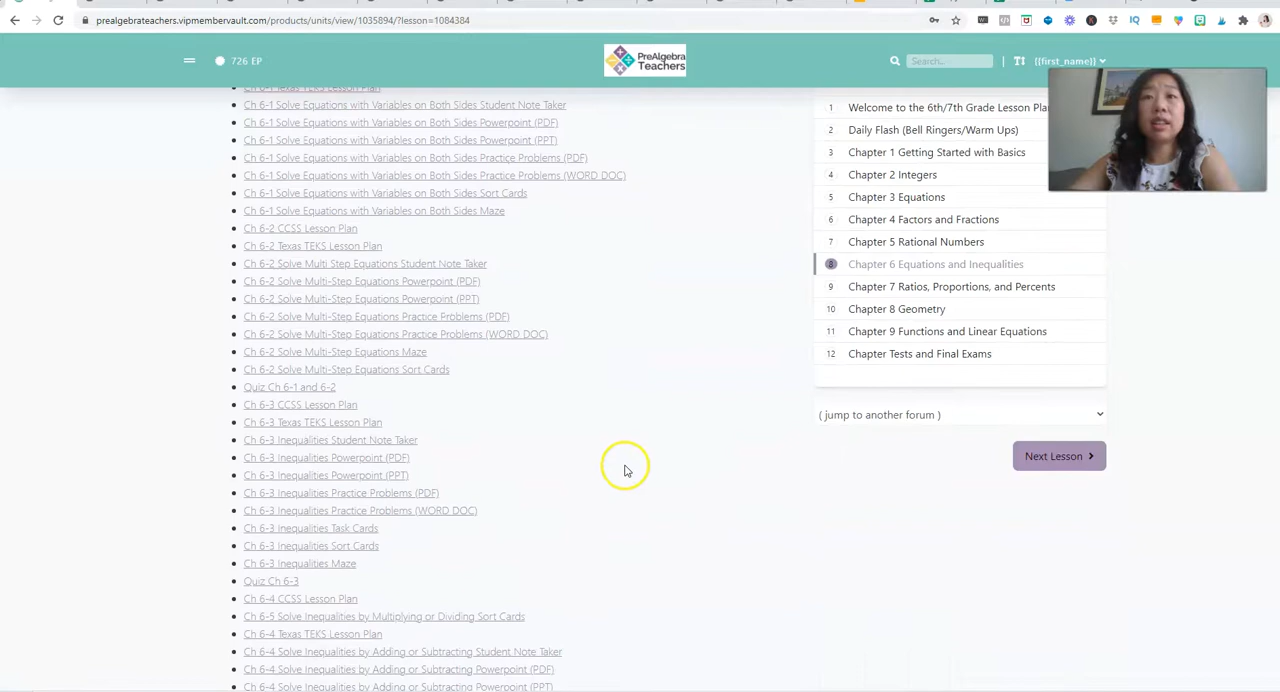 prealgebrateachers.vipmembervault.com/products/units/view/1035894/?lesson=1084384
726 EP
PreAlgebra
Teachers
Search...
((first_name))
Ch 6-1 Texas TEKS Lesson Plan
Ch 6-1 Solve Equations with Variables on Both Sides Student Note Taker
Ch 6-1 Solve Equations with Variables on Both Sides Powerpoint (PDF)
Ch 6-1 Solve Equations with Variables on Both Sides Powerpoint (PPT)
Ch 6-1 Solve Equations with Variables on Both Sides Practice Problems (PDF)
Ch 6-1 Solve Equations with Variables on Both Sides Practice Problems (WORD DOC)
Ch 6-1 Solve Equations with Variables on Both Sides Sort Cards
Ch 6-1 Solve Equations with Variables on Both Sides Maze
Ch 6-2 CCSS Lesson Plan
Ch 6-2 Texas TEKS Lesson Plan
Ch 6-2 Solve Multi Step Equations Student Note Taker
Ch 6-2 Solve Multi-Step Equations Powerpoint (PDF)
Ch 6-2 Solve Multi-Step Equations Powerpoint (PPT)
Ch 6-2 Solve Multi-Step Equations Practice Problems (PDF)
Ch 6-2 Solve Multi-Step Equations Practice Problems (WORD DOC)
Ch 6-2 Solve Multi-Step Equations Maze
Ch 6-2 Solve Multi-Step Equations Sort Cards
Quiz Ch 6-1 and 6-2
Ch 6-3 CCSS Lesson Plan
Ch 6-3 Texas TEKS Lesson Plan
Ch 6-3 Inequalities Student Note Taker
Ch 6-3 Inequalities Powerpoint (PDF)
Ch 6-3 Inequalities Powerpoint (PPT)
Ch 6-3 Inequalities Practice Problems (PDF)
Ch 6-3 Inequalities Practice Problems (WORD DOC)
Ch 6-3 Inequalities Task Cards
Ch 6-3 Inequalities Sort Cards
Ch 6-3 Inequalities Maze
Quiz Ch 6-3
Ch 6-4 CCSS Lesson Plan
Ch 6-5 Solve Inequalities by Multiplying or Dividing Sort Cards
Ch 6-4 Texas TEKS Lesson Plan
Ch 6-4 Solve Inequalities by Adding or Subtracting Student Note Taker
Ch 6-4 Solve Inequalities by Adding or Subtracting Powerpoint (PDF)
Ch 6-4 Solve Inequalities by Adding or Subtracting Powerpoint (PPT)
1 Welcome to the 6th/7th Grade Lesson
2 Daily Flash (Bell Ringers/Warm Ups)
3 Chapter 1 Getting Started with Basics
4 Chapter 2 Integers
5 Chapter 3 Equations
6 Chapter 4 Factors and Fractions
7 Chapter 5 Rational Numbers
8 Chapter 6 Equations and Inequalities
9 Chapter 7 Ratios, Proportions, and Percents
10 Chapter 8 Geometry
11 Chapter 9 Functions and Linear Equations
12 Chapter Tests and Final Exams
( jump to another forum )
Next Lesson